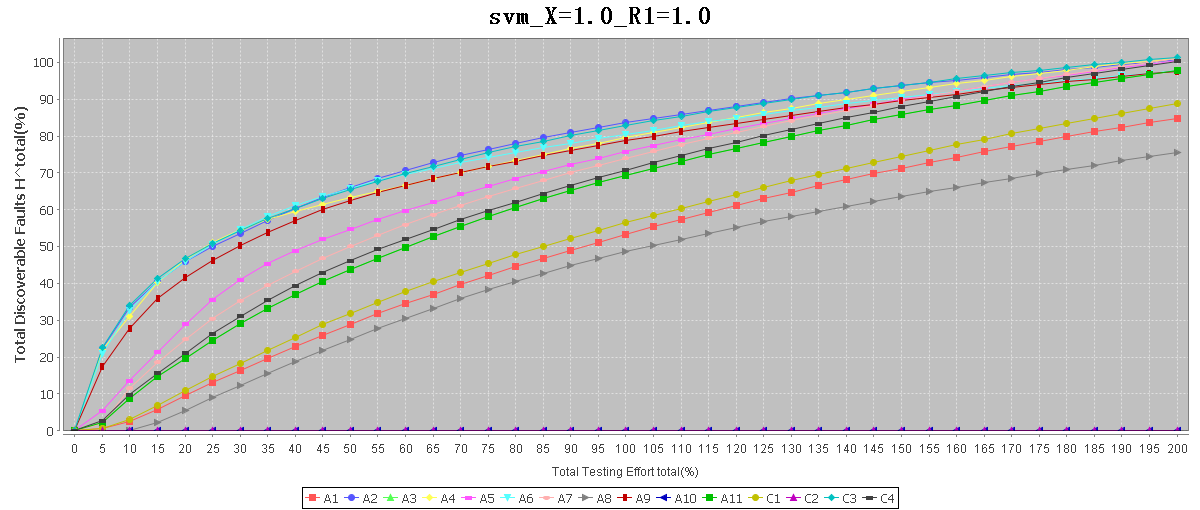 svm_X=1.0_R1=1.0
Total Discoverable Faults H^total(%)
100
90
80
70
60
50
40
30
20
10
0
0 5 10 15 20 25 30 35 40 45 50 55 60 65 70 75 80 85 90 95 100 105 110 115 120 125 130 135 140 145 150 155 160 165 170 175 180 185 190 195 200
Total Testing Effort total(%)
A1 A2 A3 A4 A5 A6 A7 A8 A9 A10 A11 C1 C2 C3 C4